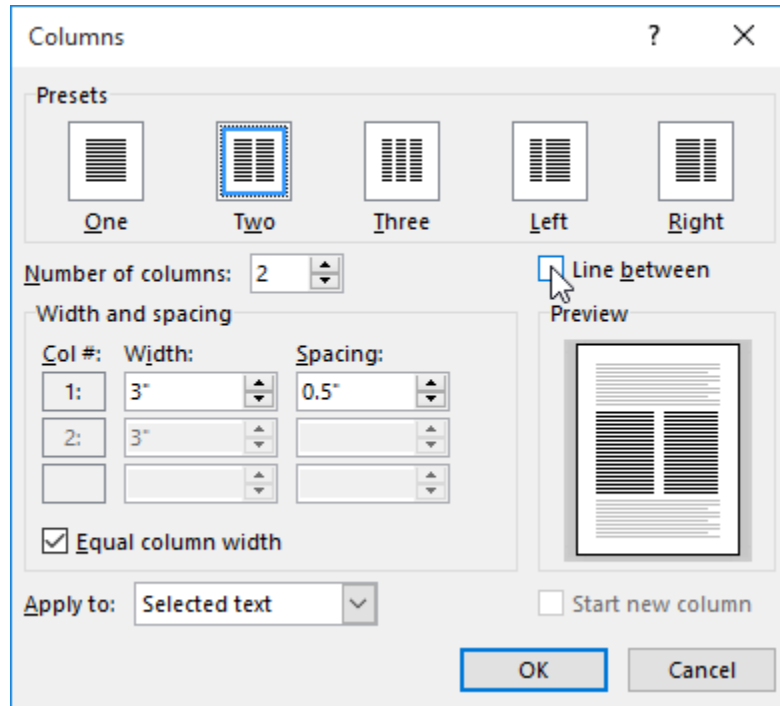 Columns ?
Presets
One Two Three Left Right
Number of columns: 2
Line between
Width and spacing
Col #: Width: Spacing:
1: 3" 0.5"
2: 3"
Equal column width
Preview
Apply to: Selected text
Start new column
OK Cancel